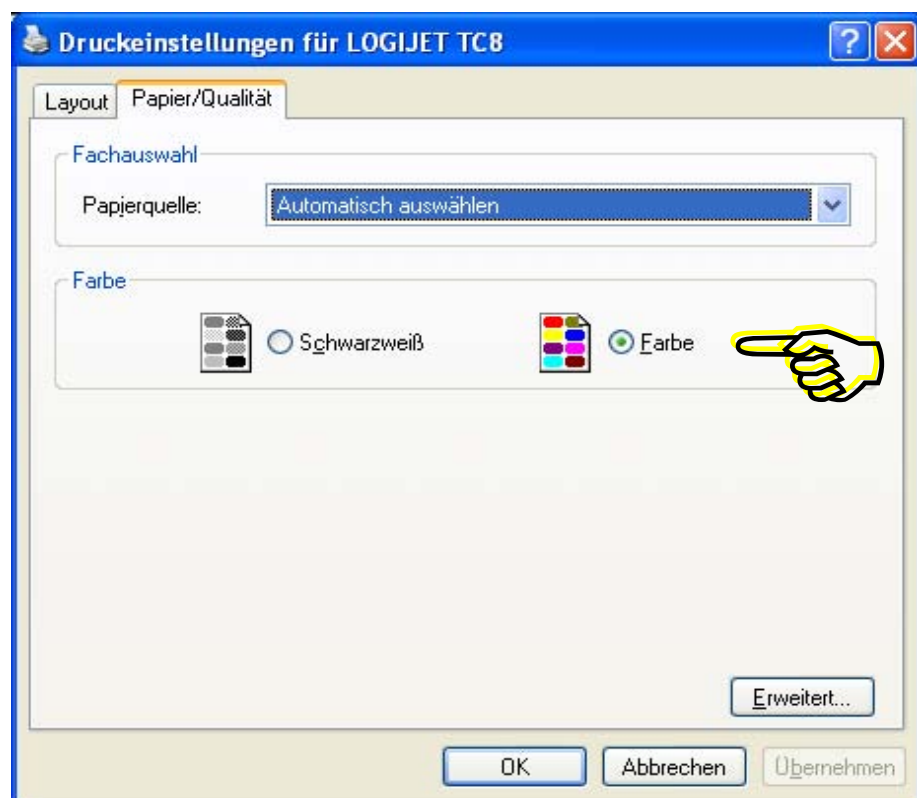 Druckeinstellungen für LOGIJET TC8
Layout Papier/Qualität
Fachauswahl
Papierquelle: Automatisch auswählen
Farbe
Schwarzweiß Farbe
Erweitert...
OK Abbrechen Übernehmen